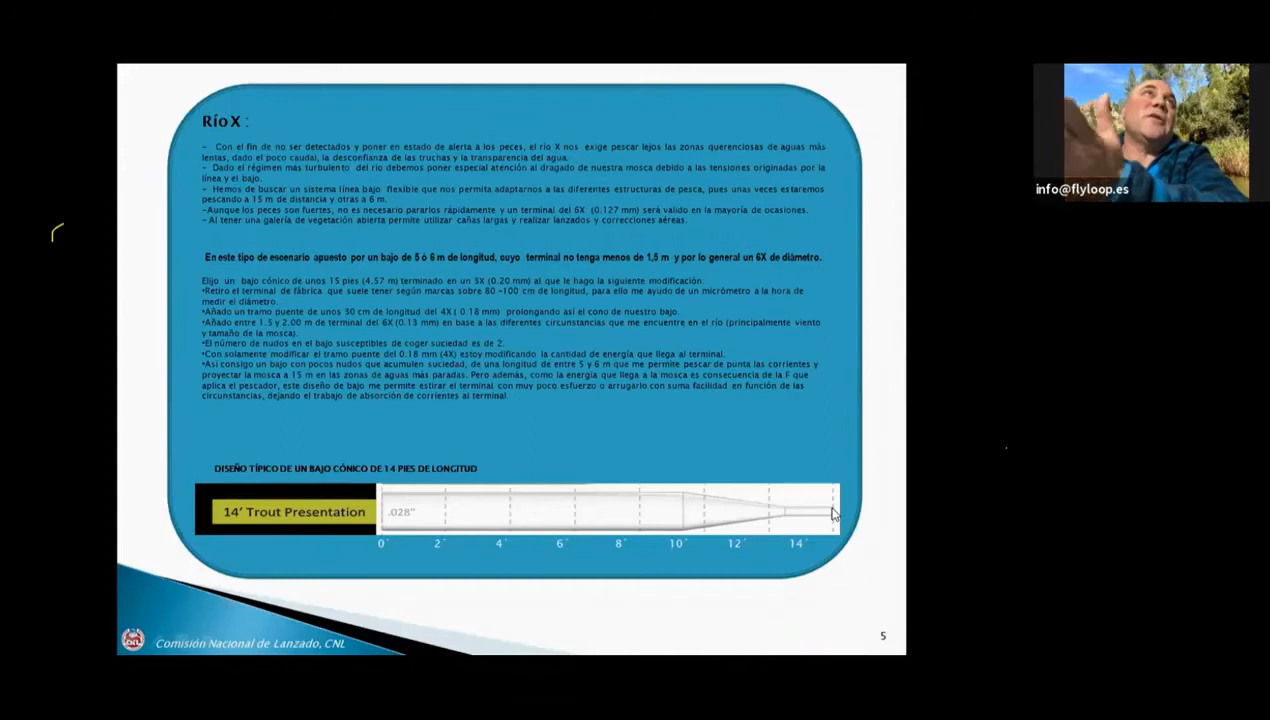 Río X :
- Con el fin de no ser detectados y poner en estado de alerta a los peces, el río X nos exige pescar lejos las zonas querenciosas de aguas más
lentas, dado el poco caudal, la desconfianza de las truchas y la transparencia del agua.
- Dado el régimen más turbulento del río debemos poner especial atención al dragado de nuestra mosca debido a las tensiones originadas por la
línea y el bajo.
- Hemos de buscar un sistema línea bajo flexible que nos permita adaptarnos a las diferentes estructuras de pesca, pues unas veces estaremos
pescando a 15 m de distancia y otras a 6 m.
-Aunque los peces son fuertes, no es necesario pararlos rápidamente y un terminal del 6X (0.127 mm) será valido en la mayoría de ocasiones.
- Al tener una galería de vegetación abierta permite utilizar cañas largas y realizar lanzados y correcciones aéreas.
En este tipo de escenario apuesto por un bajo de 5 ó 6 m de longitud, cuyo terminal no tenga menos de 1,5 m y por lo general un 6X de diámetro.
Elijo un bajo cónico de unos 15 pies (4,57 m) terminado en un 3X (0.20 mm) al que le hago la siguiente modificación:
•Retiro el terminal de fábrica que suele tener según marcas sobre 80 -100 cm de longitud, para ello me ayudo de un micrómetro a la hora de
medir el diámetro.
•Añado un tramo puente de unos 30 cm de longitud del 4X ( 0.18 mm) prolongando así el cono de nuestro bajo.
•Añado entre 1.5 y 2.00 m de terminal del 6X (0.13 mm) en base a las diferentes circunstancias que me encuentre en el río (principalmente viento
y tamaño de la mosca).
•El número de nudos en el bajo susceptibles de coger suciedad es de 2.
•Con solamente modificar el tramo puente del 0.18 mm (4X) estoy modificando la cantidad de energía que llega al terminal.
•Asi consigo un bajo con pocos nudos que acumulen suciedad, de una longitud de entre 5 y 6 m que me permite pescar de punta las corrientes y
proyectar la mosca a 15 m en las zonas de aguas más paradas. Pero además, como la energía que llega a la mosca es consecuencia de la F que
aplica el pescador, este diseño de bajo me permite estirar el terminal con muy poco esfuerzo o arrugarlo con suma facilidad en función de las
circunstancias, dejando el trabajo de absorción de corrientes al terminal.
DISEÑO TÍPICO DE UN BAJO CÓNICO DE 14 PIES DE LONGITUD
14' Trout Presentation .028"
0´ 2´ 4´ 6´ 8´ 10´ 12´ 14´
Comisión Nacional de Lanzado, CNL
5
info@flyloop.es